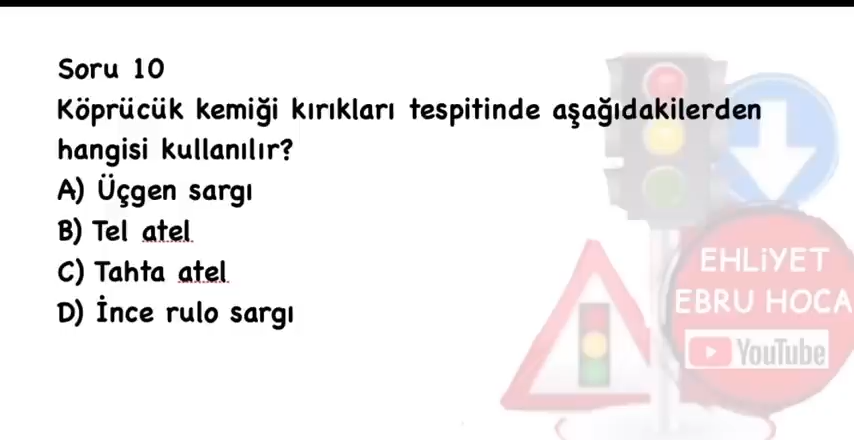 Soru 10
Köprücük kemiği kırıkları tespitinde aşağıdakilerden
hangisi kullanılır?
A) Üçgen sargı
B) Tel atel
C) Tahta atel
D) İnce rulo sargı
EHLİYET
EBRU HOCA
YouTube